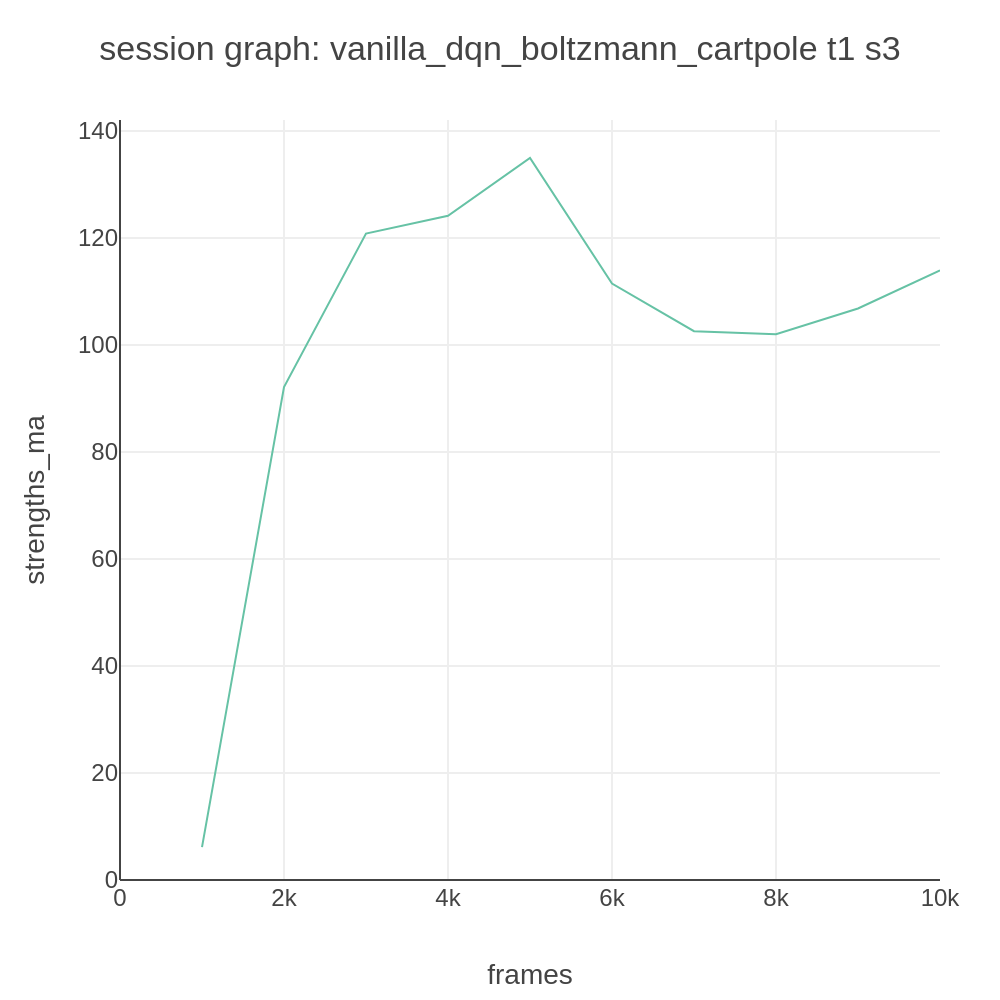 session graph: vanilla_dqn_boltzmann_cartpole t1 s3
140
120
100
80
60
40
20
0
strengths_ma
0 2k 4k 6k 8k 10k
frames